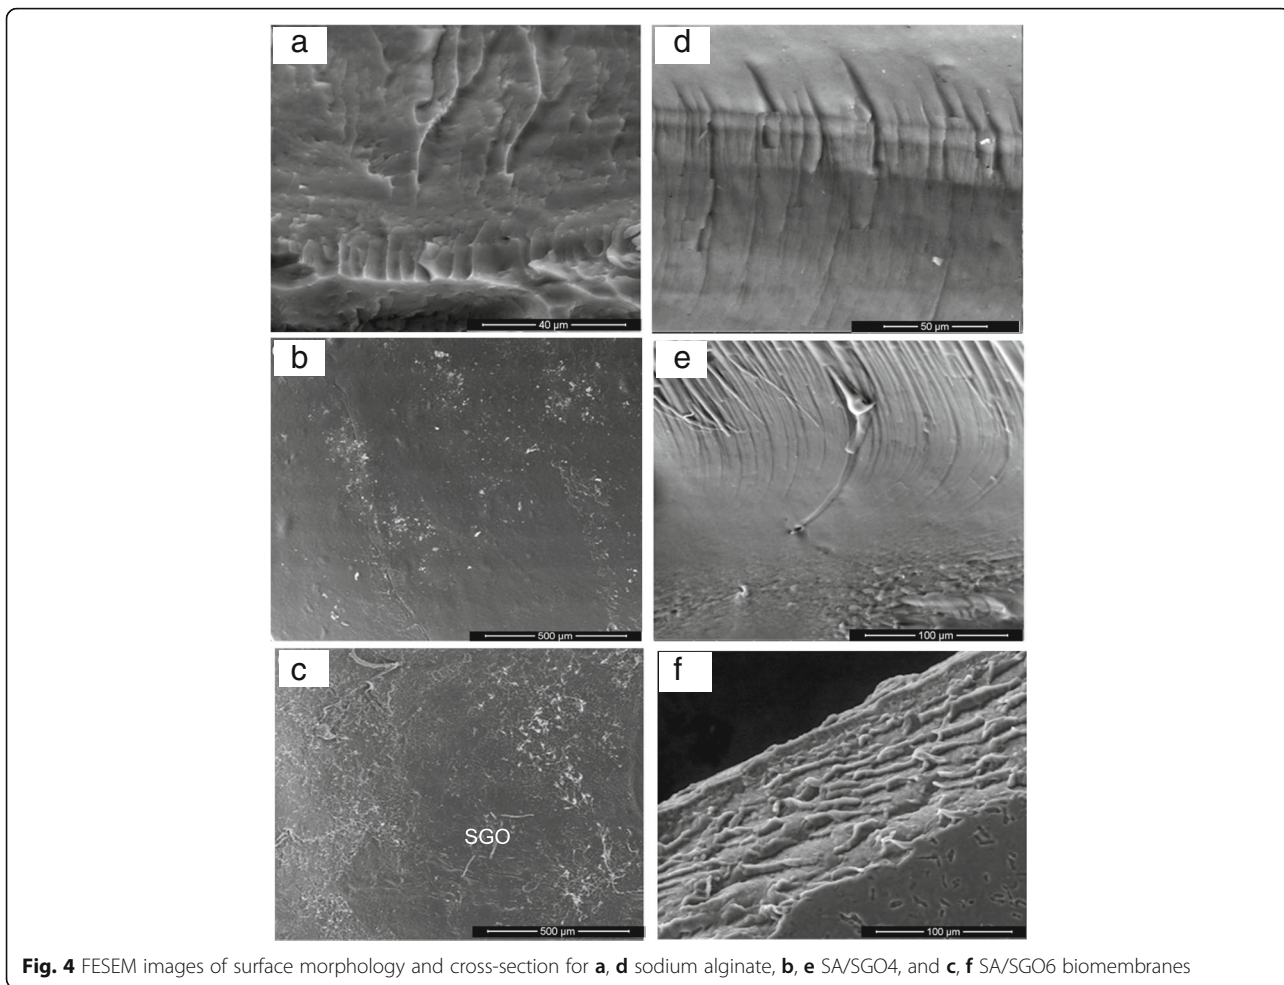 a
d
40 µm
50 µm
b
e
500 µm
100 µm
c
f
SGO
500 µm
100 µm
Fig. 4 FESEM images of surface morphology and cross-section for a, d sodium alginate, b, e SA/SGO4, and c, f SA/SGO6 biomembranes